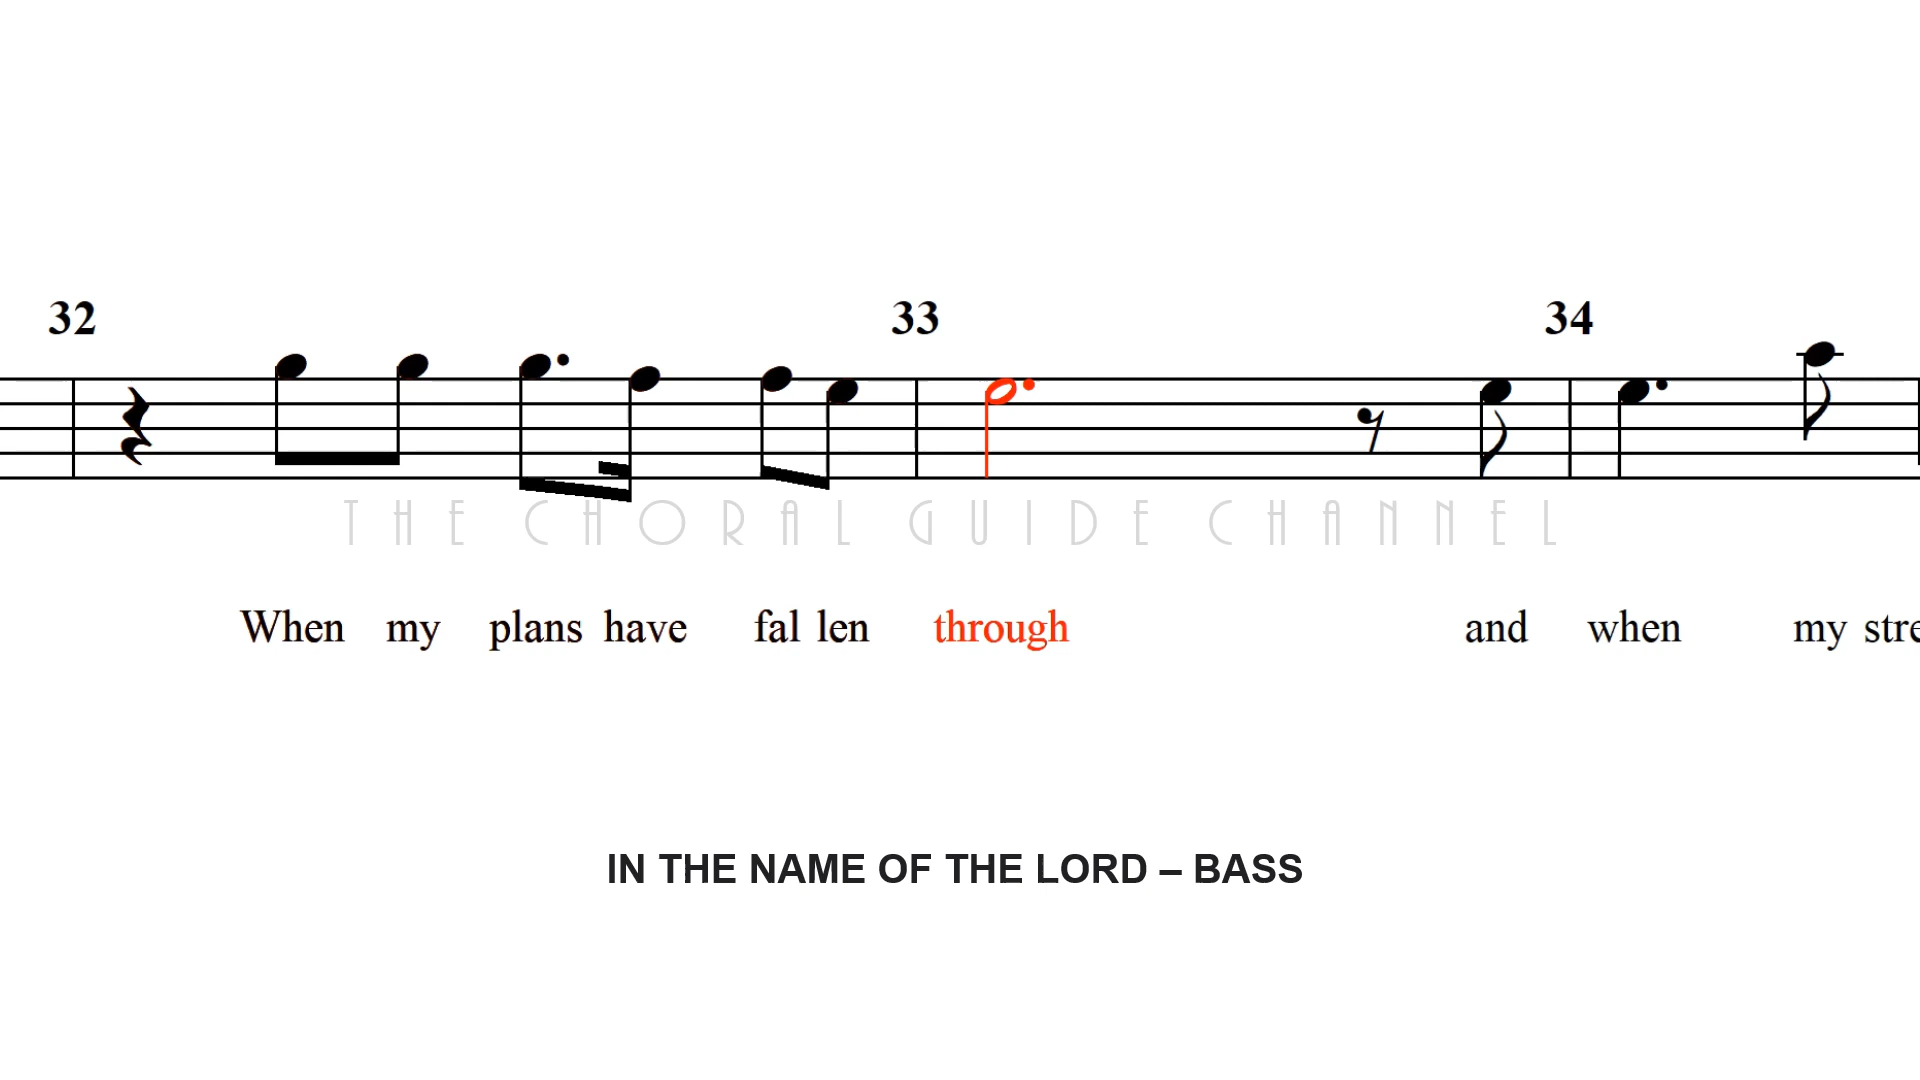 32 33 34
THE CHORAL GUIDE CHANNEL
When my plans have fal len through and when my stre
IN THE NAME OF THE LORD – BASS